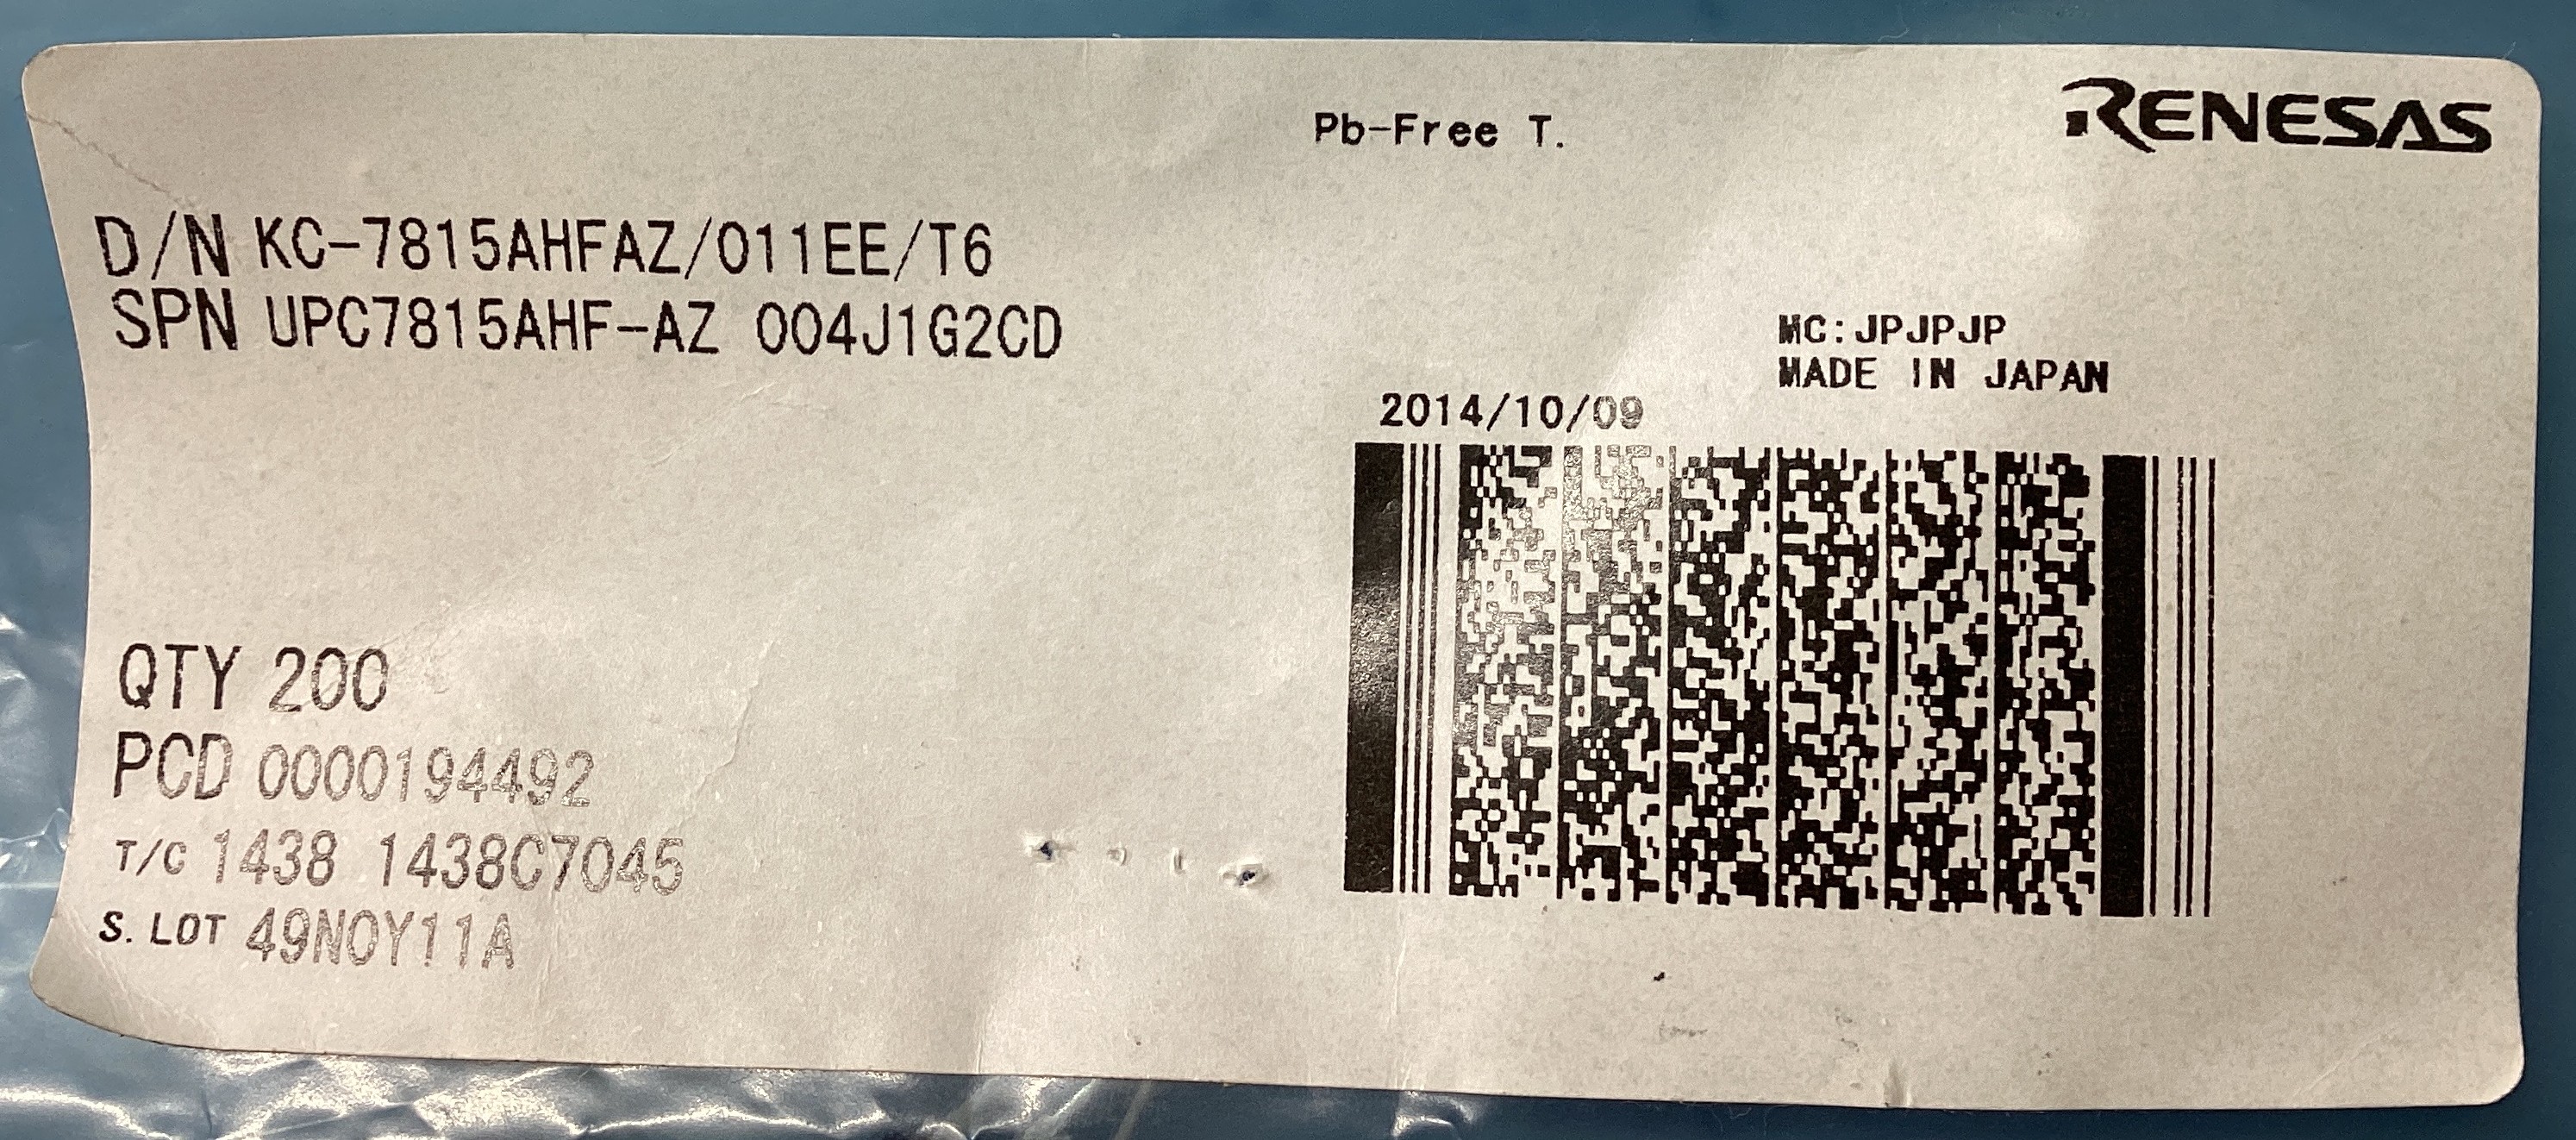 RENESAS
Pb-Free T.
D/N KC-7815AHFAZ/011EE/T6
SPN UPC7815AHF-AZ 004J1G2CD
MC:JPJPJP
MADE IN JAPAN
2014/10/09
QTY 200
PCD 0000194492
T/C 1438 1438C7045
S. LOT 49NOY11A